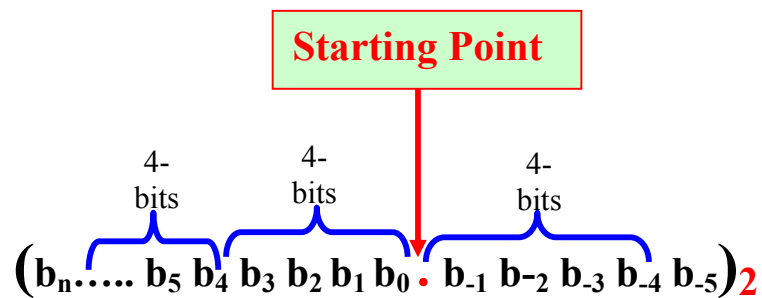 Starting Point
4-
bits
4-
bits
4-
bits
(bₙ….. b₅ b₄ b₃ b₂ b₁ b₀ . b₋₁ b-₂ b₋₃ b₋₄ b₋₅)₂